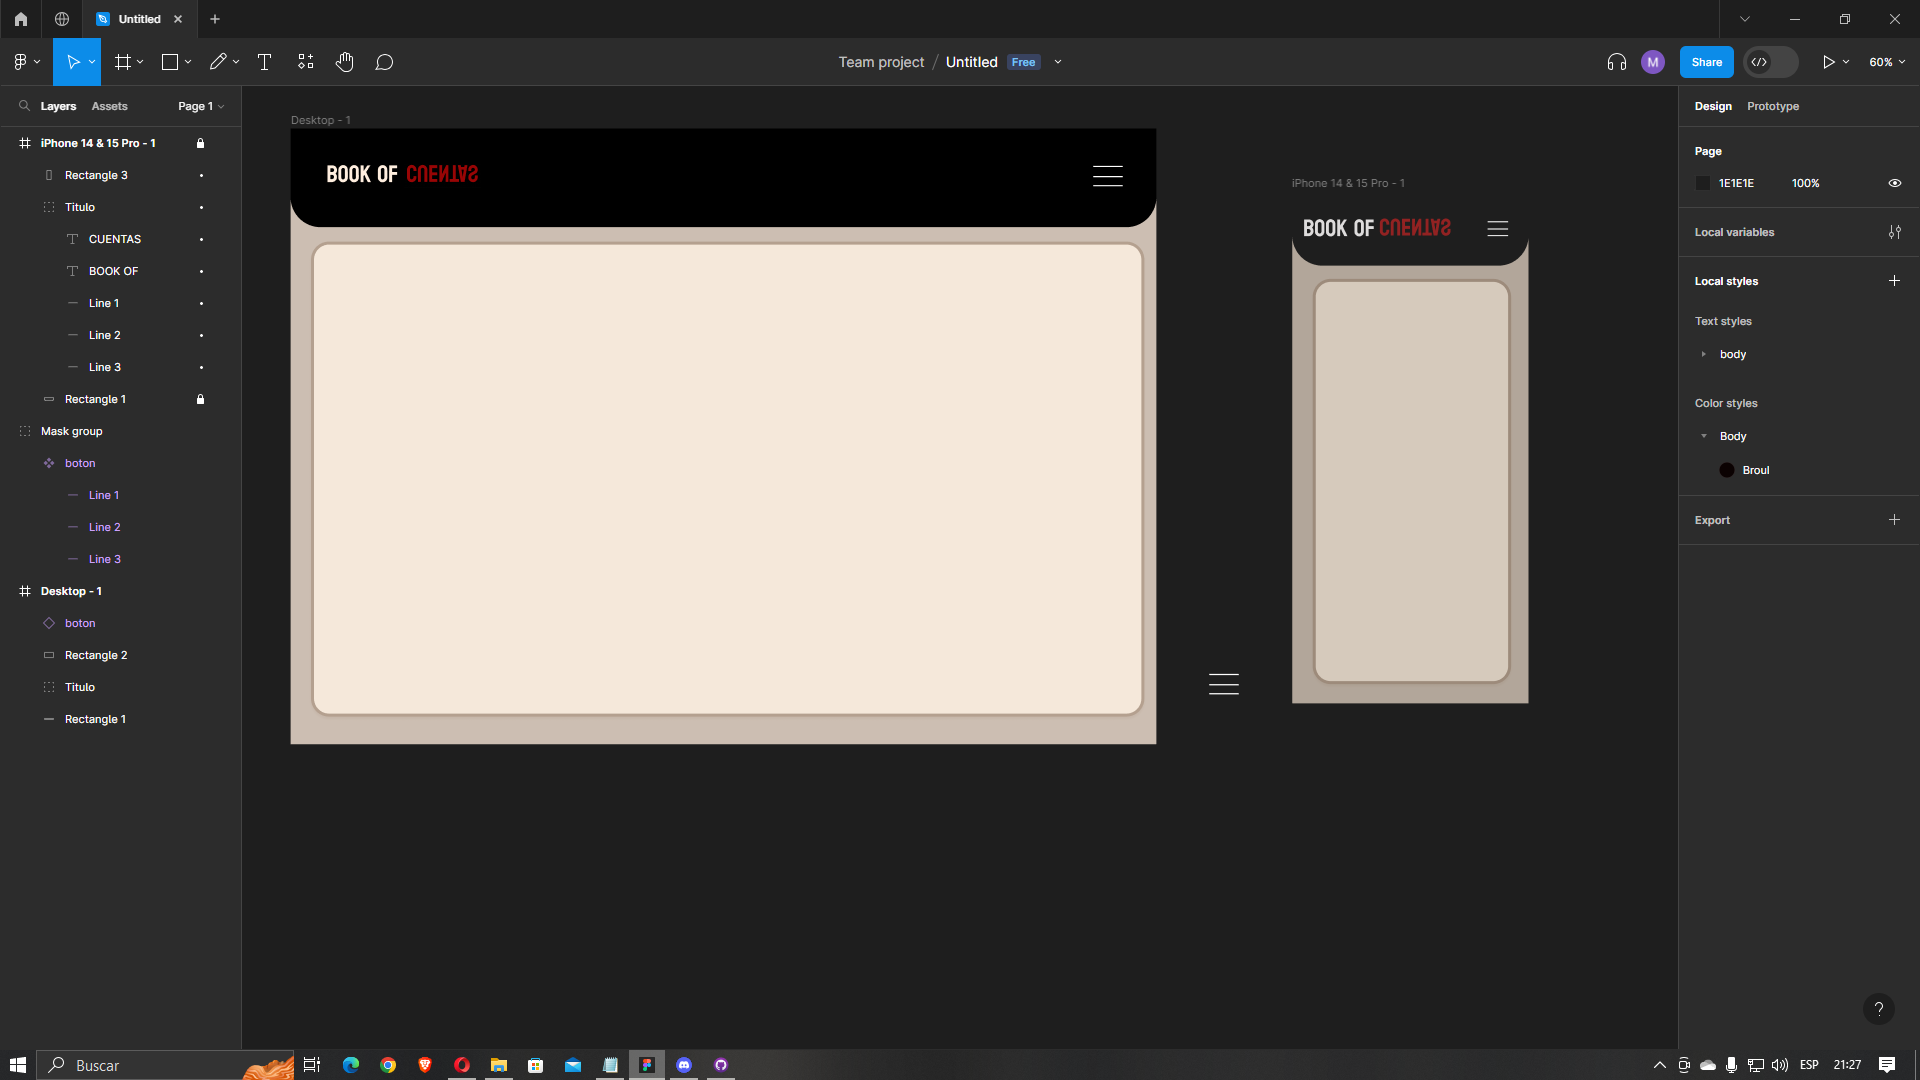 Untitled
Team project / Untitled Free
M
Share
60%
Layers
Assets
Page 1
iPhone 14 & 15 Pro - 1
Rectangle 3
Titulo
CUENTAS
BOOK OF
Line 1
Line 2
Line 3
Rectangle 1
Mask group
boton
Line 1
Line 2
Line 3
Desktop - 1
boton
Rectangle 2
Titulo
Rectangle 1
Desktop - 1
BOOK OF CUENTAS
iPhone 14 & 15 Pro - 1
BOOK OF CUENTAS
Design
Prototype
Page
1E1E1E 100%
Local variables
Local styles
Text styles
body
Color styles
Body
Broul
Export
?
Buscar
ESP
21:27